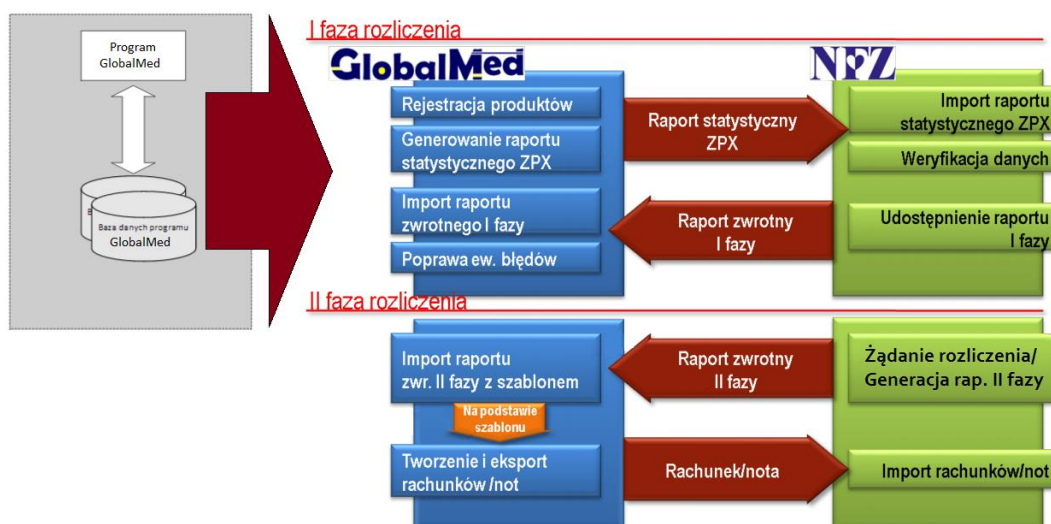 Program
GlobalMed
Baza danych programu
GlobalMed
I faza rozliczenia
GlobalMed
NFZ
Rejestracja produktów
Generowanie raportu
statystycznego ZPX
Import raportu
zwrotnego I fazy
Poprawa ew. błędów
Raport statystyczny
ZPX
Raport zwrotny
I fazy
Import raportu
statystycznego ZPX
Weryfikacja danych
Udostępnienie raportu
I fazy
II faza rozliczenia
Import raportu
zwr. II fazy z szablonem
Na podstawie
szablonu
Tworzenie i eksport
rachunków /not
Raport zwrotny
II fazy
Rachunek/nota
Żądanie rozliczenia/
Generacja rap. II fazy
Import rachunków/not